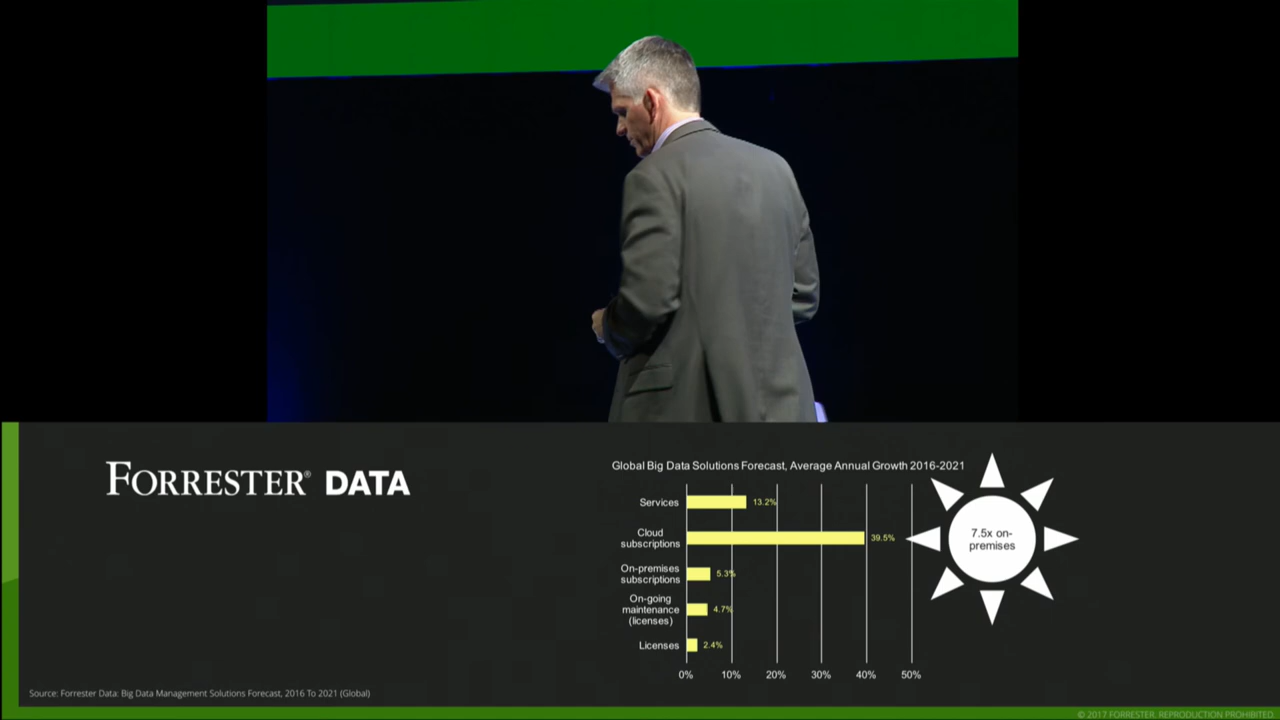 FORRESTER® DATA
Global Big Data Solutions Forecast, Average Annual Growth 2016-2021
Services
13.2%
Cloud
subscriptions
39.5%
On-premises
subscriptions
5.3%
On-going
maintenance
(licenses)
4.7%
Licenses
2.4%
0% 10% 20% 30% 40% 50%
7.5x on-
premises
Source: Forrester Data: Big Data Management Solutions Forecast, 2016 To 2021 (Global)
© 2017 FORRESTER. REPRODUCTION PROHIBITED.